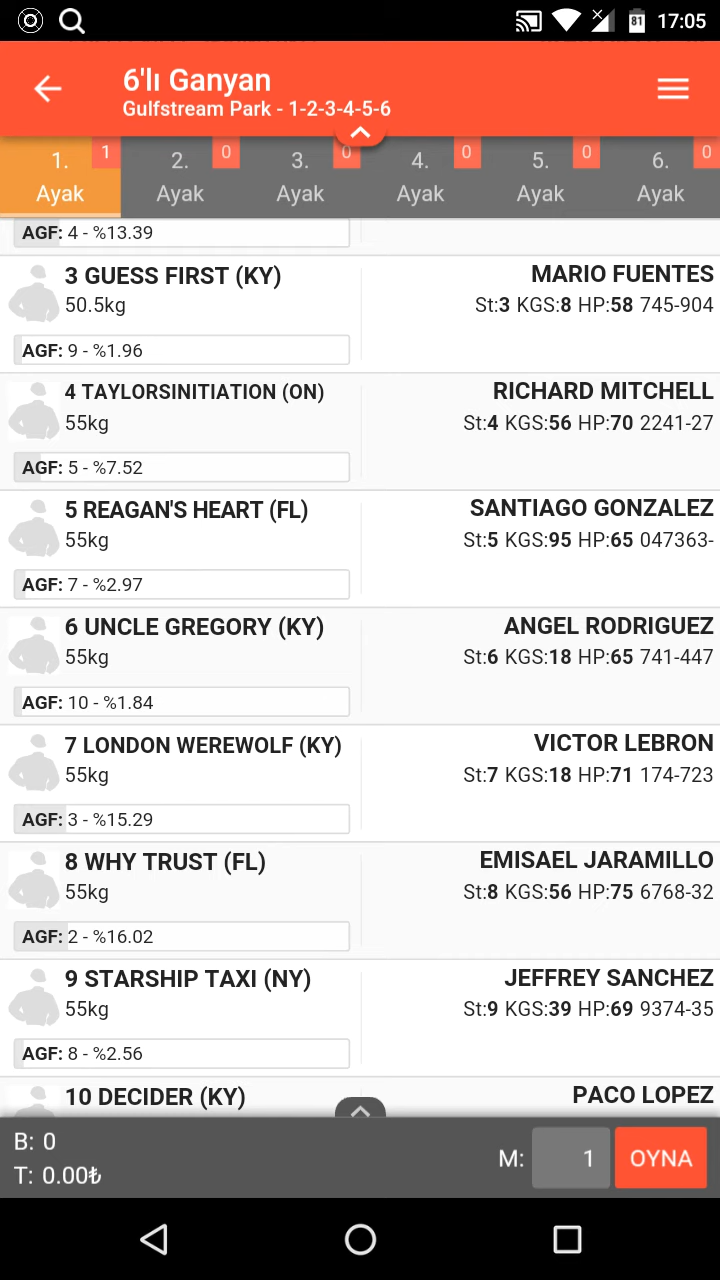 81 17:05
6'lı Ganyan
Gulfstream Park - 1-2-3-4-5-6
1. 1 2. 0 3. 0 4. 0 5. 0 6. 0
Ayak Ayak Ayak Ayak Ayak Ayak
AGF: 4 - %13.39
3 GUESS FIRST (KY) MARIO FUENTES
50.5kg St:3 KGS:8 HP:58 745-904
AGF: 9 - %1.96
4 TAYLORSINITIATION (ON) RICHARD MITCHELL
55kg St:4 KGS:56 HP:70 2241-27
AGF: 5 - %7.52
5 REAGAN'S HEART (FL) SANTIAGO GONZALEZ
55kg St:5 KGS:95 HP:65 047363-
AGF: 7 - %2.97
6 UNCLE GREGORY (KY) ANGEL RODRIGUEZ
55kg St:6 KGS:18 HP:65 741-447
AGF: 10 - %1.84
7 LONDON WEREWOLF (KY) VICTOR LEBRON
55kg St:7 KGS:18 HP:71 174-723
AGF: 3 - %15.29
8 WHY TRUST (FL) EMISAEL JARAMILLO
55kg St:8 KGS:56 HP:75 6768-32
AGF: 2 - %16.02
9 STARSHIP TAXI (NY) JEFFREY SANCHEZ
55kg St:9 KGS:39 HP:69 9374-35
AGF: 8 - %2.56
10 DECIDER (KY) PACO LOPEZ
B: 0
T: 0.00₺ M: 1 OYNA